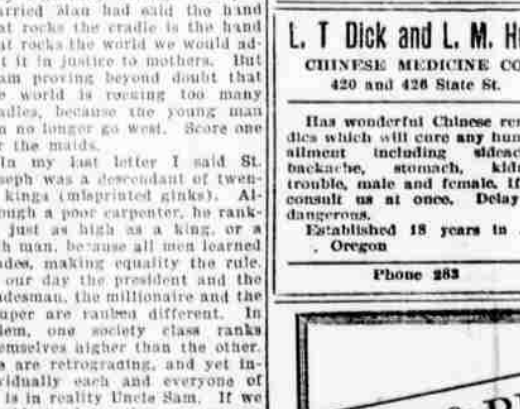 arried Man had said the hand
at rocks the cradle is the hand
at rocks the world we would ad-
it it in justice to mothers. But
am proving beyond doubt that
e world is rocking too many
adles, because the young man
n no longer go west. Score one
r the maids.
In my last letter I said St.
seph was a descendant of twen-
kings (misprinted ginks). Al-
ough a poor carpenter, he rank-
just as high as a king, or a
ch man, because all men learned
ades, making equality the rule.
our day the president and the
adesman, the millionaire and the
uper are ranked different. In
lem, one society class ranks
emselves higher than the other.
e are retrograding, and yet in-
vidually each and everyone of
is in reality Uncle Sam. If we
L. T Dick and L. M. H
CHINESE MEDICINE CO
420 and 426 State St.
Has wonderful Chinese rem
dies which will cure any hum
ailment including sideac
backache, stomach, kid
trouble, male and female. If
consult us at once. Delay
dangerous.
Established 18 years in
Oregon
Phone 283